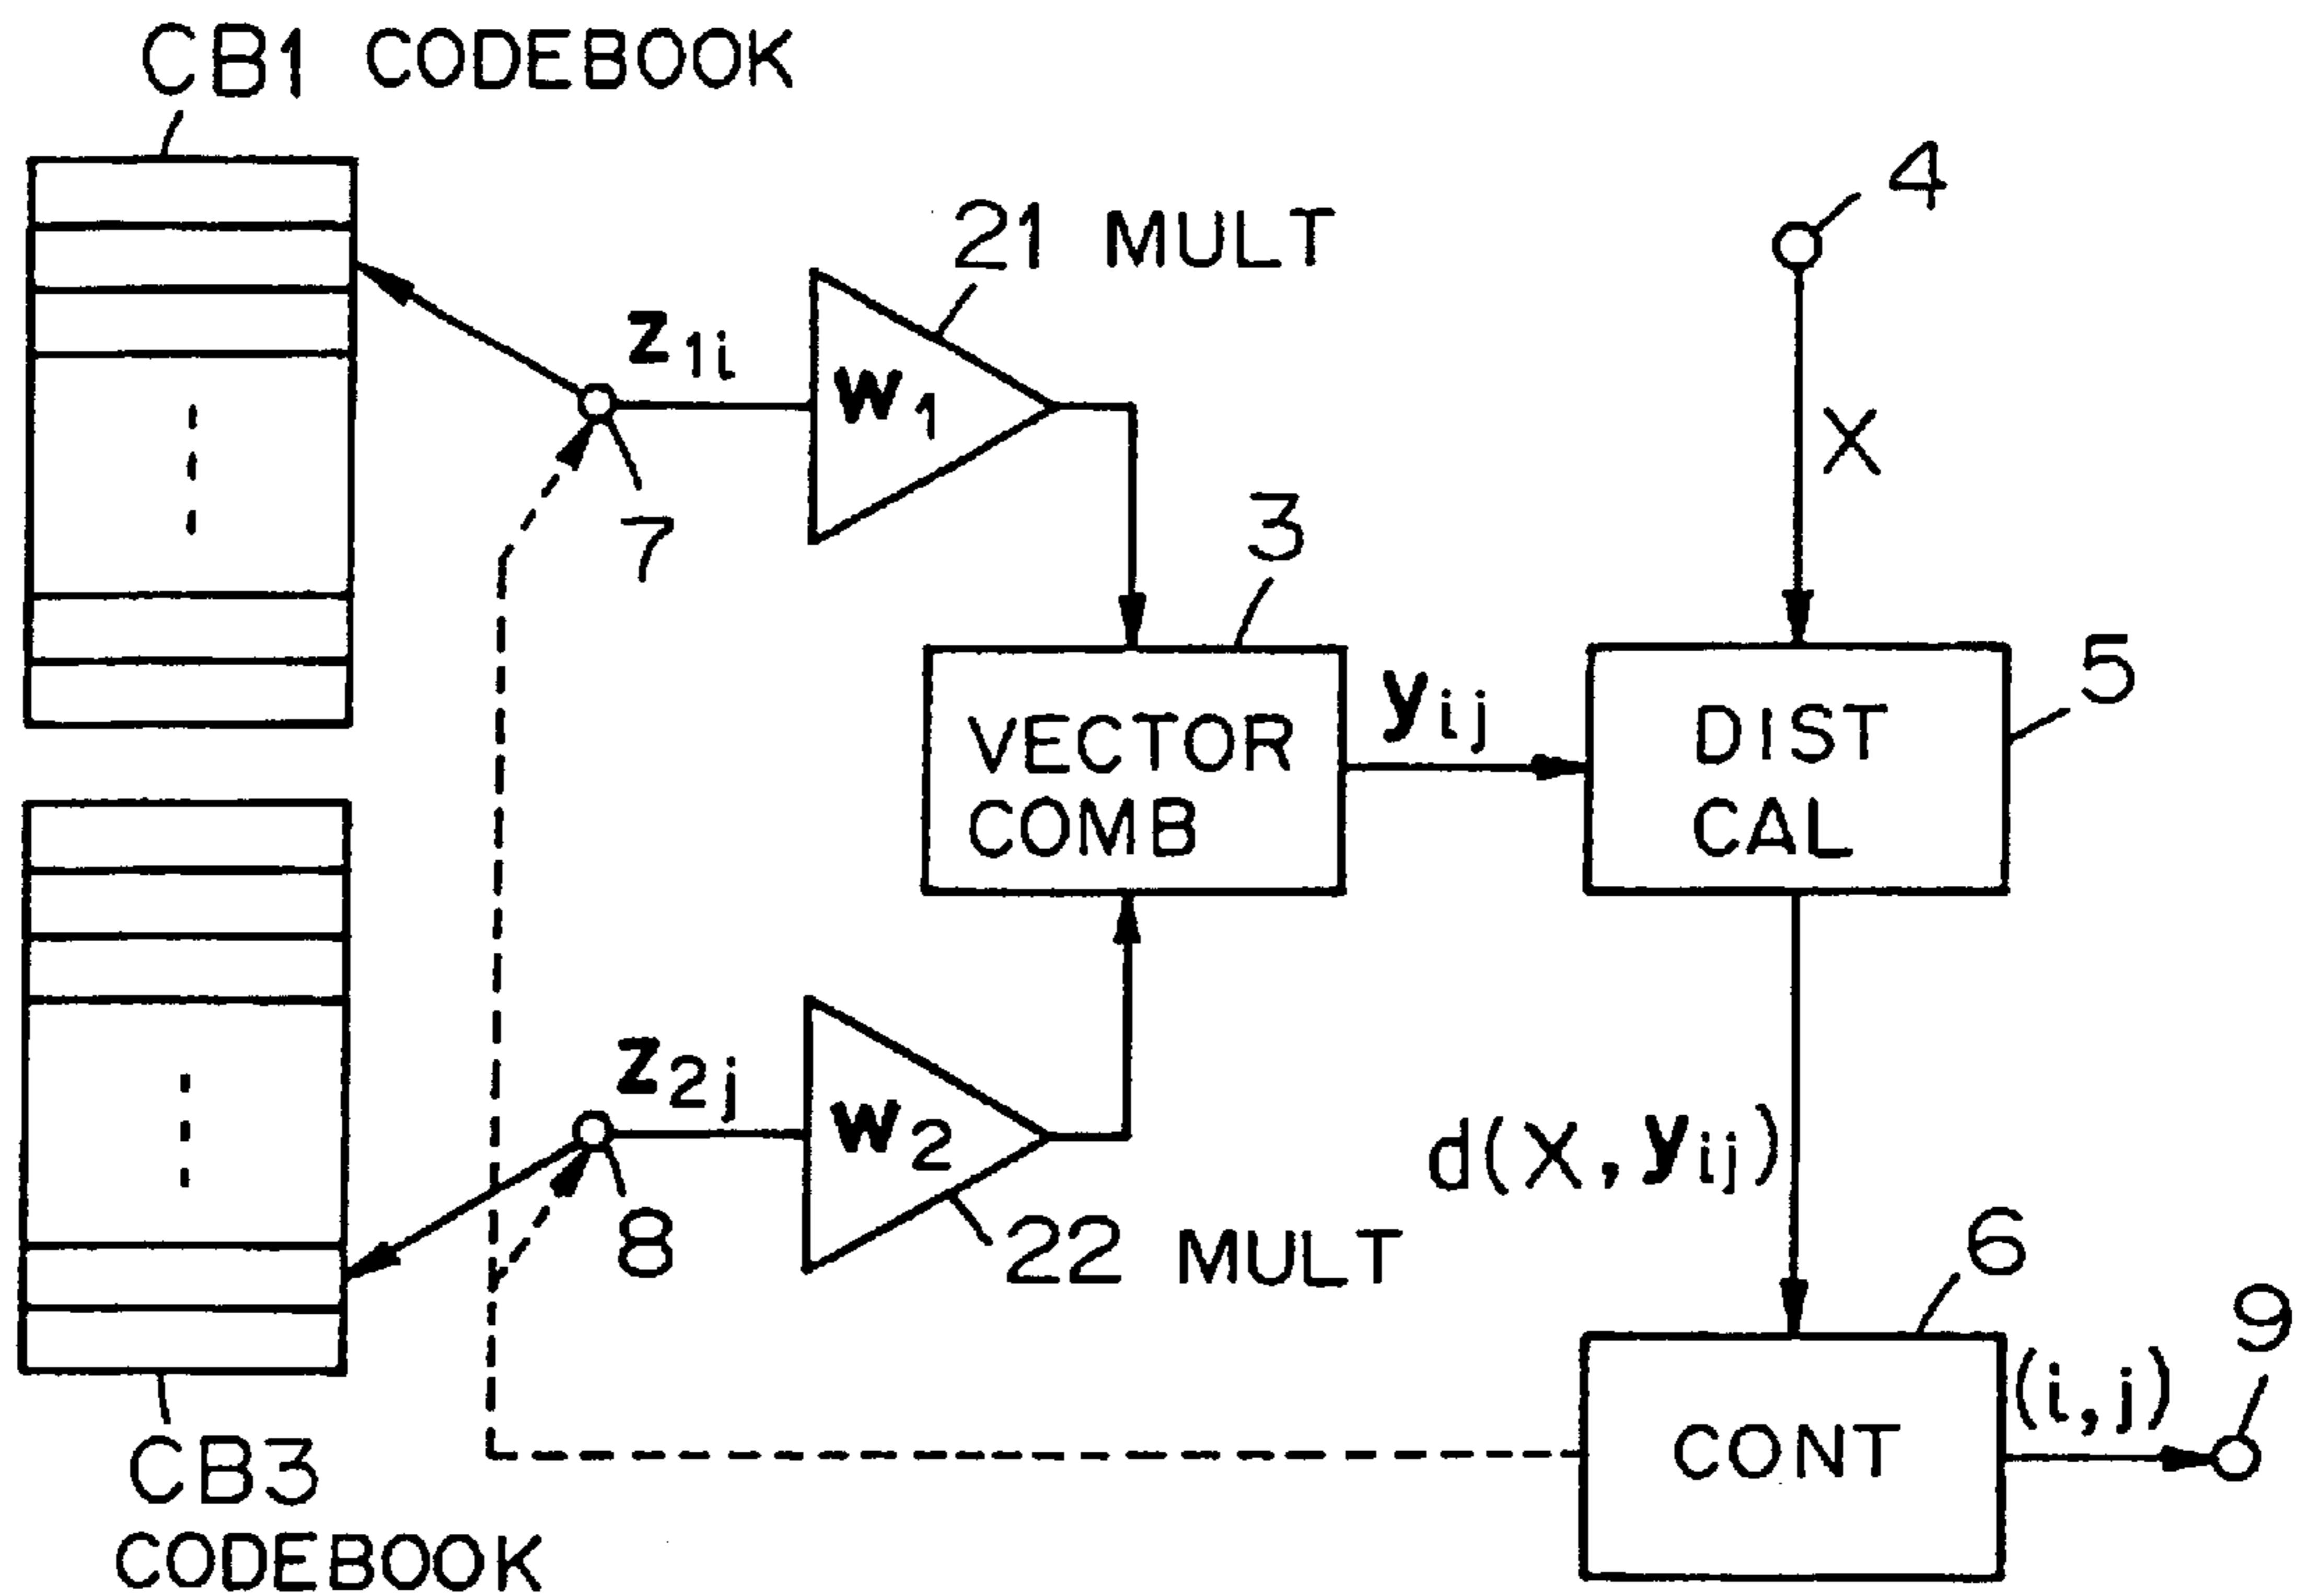 CB1 CODEBOOK
4
21 MULT
z1i
w1
X
7
3
yij
5
VECTOR
COMB
DIST
CAL
z2j
w2
d(X, yij)
8
22 MULT
6
9
(i, j)
CONT
CB3
CODEBOOK